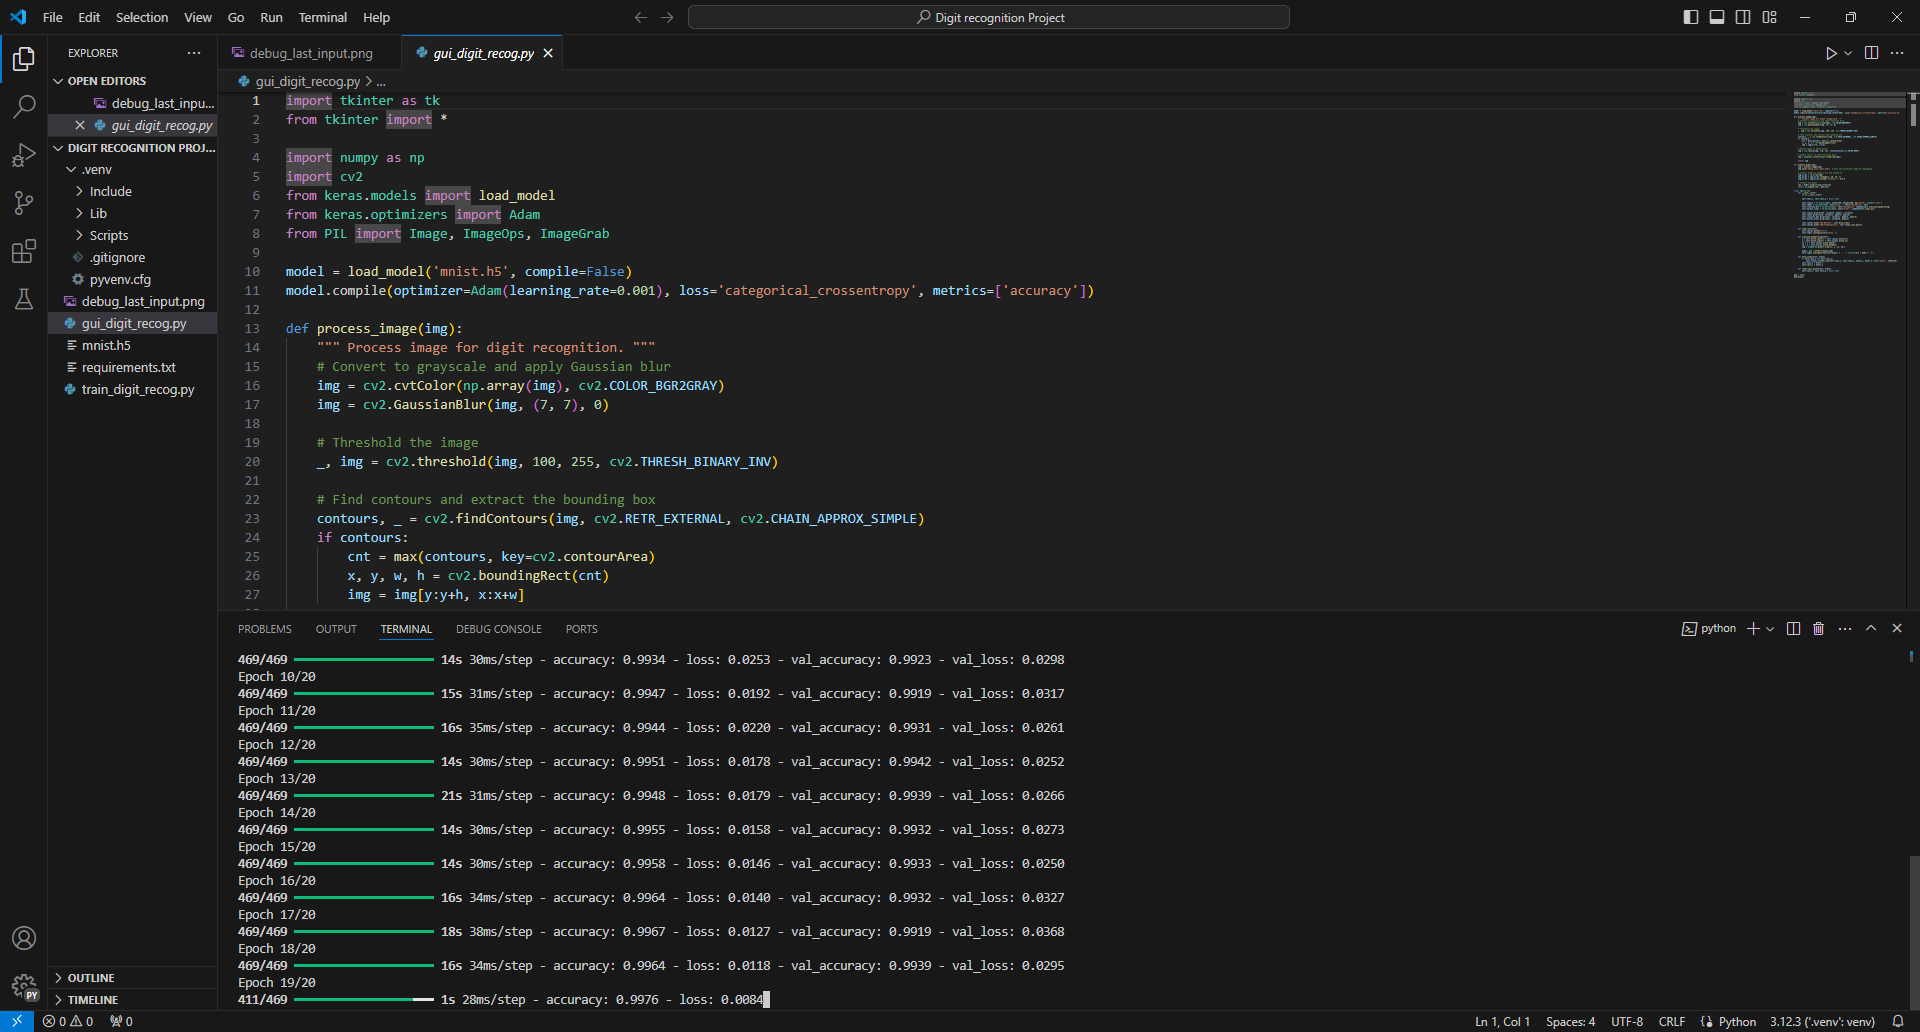 File Edit Selection View Go Run Terminal Help
Digit recognition Project
EXPLORER
OPEN EDITORS
debug_last_inpu...
gui_digit_recog.py
DIGIT RECOGNITION PROJ...
.venv
Include
Lib
Scripts
.gitignore
pyvenv.cfg
debug_last_input.png
gui_digit_recog.py
mnist.h5
requirements.txt
train_digit_recog.py
OUTLINE
TIMELINE
debug_last_input.png gui_digit_recog.py
gui_digit_recog.py > ...
1 import tkinter as tk
2 from tkinter import *
3
4 import numpy as np
5 import cv2
6 from keras.models import load_model
7 from keras.optimizers import Adam
8 from PIL import Image, ImageOps, ImageGrab
9
10 model = load_model('mnist.h5', compile=False)
11 model.compile(optimizer=Adam(learning_rate=0.001), loss='categorical_crossentropy', metrics=['accuracy'])
12
13 def process_image(img):
14 """ Process image for digit recognition. """
15 # Convert to grayscale and apply Gaussian blur
16 img = cv2.cvtColor(np.array(img), cv2.COLOR_BGR2GRAY)
17 img = cv2.GaussianBlur(img, (7, 7), 0)
18
19 # Threshold the image
20 _, img = cv2.threshold(img, 100, 255, cv2.THRESH_BINARY_INV)
21
22 # Find contours and extract the bounding box
23 contours, _ = cv2.findContours(img, cv2.RETR_EXTERNAL, cv2.CHAIN_APPROX_SIMPLE)
24 if contours:
25 cnt = max(contours, key=cv2.contourArea)
26 x, y, w, h = cv2.boundingRect(cnt)
27 img = img[y:y+h, x:x+w]
PROBLEMS OUTPUT TERMINAL DEBUG CONSOLE PORTS
python
469/469 14s 30ms/step - accuracy: 0.9934 - loss: 0.0253 - val_accuracy: 0.9923 - val_loss: 0.0298
Epoch 10/20
469/469 15s 31ms/step - accuracy: 0.9947 - loss: 0.0192 - val_accuracy: 0.9919 - val_loss: 0.0317
Epoch 11/20
469/469 16s 35ms/step - accuracy: 0.9944 - loss: 0.0220 - val_accuracy: 0.9931 - val_loss: 0.0261
Epoch 12/20
469/469 14s 30ms/step - accuracy: 0.9951 - loss: 0.0178 - val_accuracy: 0.9942 - val_loss: 0.0252
Epoch 13/20
469/469 21s 31ms/step - accuracy: 0.9948 - loss: 0.0179 - val_accuracy: 0.9939 - val_loss: 0.0266
Epoch 14/20
469/469 14s 30ms/step - accuracy: 0.9955 - loss: 0.0158 - val_accuracy: 0.9932 - val_loss: 0.0273
Epoch 15/20
469/469 14s 30ms/step - accuracy: 0.9958 - loss: 0.0146 - val_accuracy: 0.9933 - val_loss: 0.0250
Epoch 16/20
469/469 16s 34ms/step - accuracy: 0.9964 - loss: 0.0140 - val_accuracy: 0.9932 - val_loss: 0.0327
Epoch 17/20
469/469 18s 38ms/step - accuracy: 0.9967 - loss: 0.0127 - val_accuracy: 0.9919 - val_loss: 0.0368
Epoch 18/20
469/469 16s 34ms/step - accuracy: 0.9964 - loss: 0.0118 - val_accuracy: 0.9939 - val_loss: 0.0295
Epoch 19/20
411/469 1s 28ms/step - accuracy: 0.9976 - loss: 0.0084
PY
0 0 0 Ln 1, Col 1 Spaces: 4 UTF-8 CRLF Python 3.12.3 ('.venv': venv)